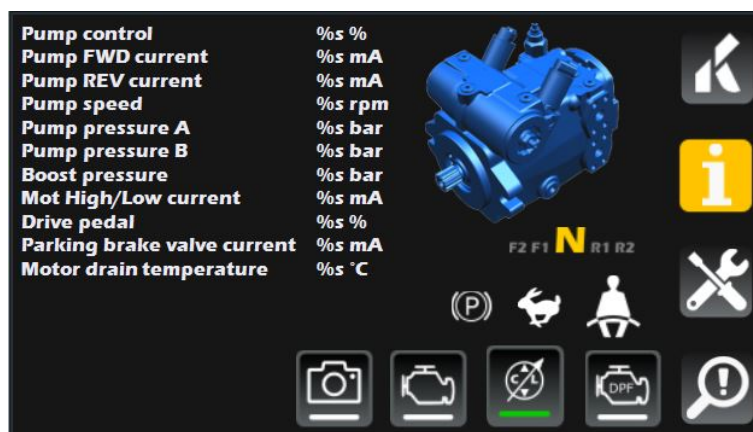 Pump control %s %
Pump FWD current %s mA
Pump REV current %s mA
Pump speed %s rpm
Pump pressure A %s bar
Pump pressure B %s bar
Boost pressure %s bar
Mot High/Low current %s mA
Drive pedal %s %
Parking brake valve current %s mA
Motor drain temperature %s °C
F2 F1 N R1 R2
(P)
C L
DPF